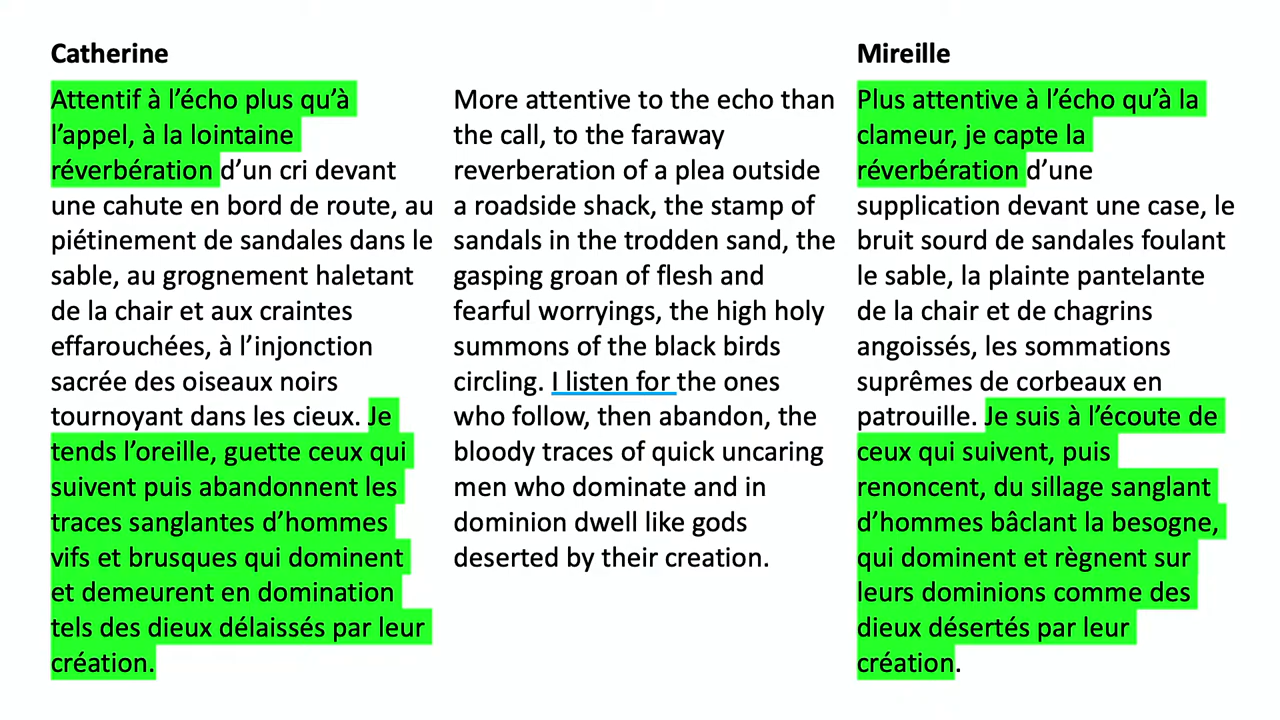 Catherine
Attentif à l’écho plus qu’à
l’appel, à la lointaine
réverbération d’un cri devant
une cahute en bord de route, au
piétinement de sandales dans le
sable, au grognement haletant
de la chair et aux craintes
effarouchées, à l’injonction
sacrée des oiseaux noirs
tournoyant dans les cieux. Je
tends l’oreille, guette ceux qui
suivent puis abandonnent les
traces sanglantes d’hommes
vifs et brusques qui dominent
et demeurent en domination
tels des dieux délaissés par leur
création.
More attentive to the echo than
the call, to the faraway
reverberation of a plea outside
a roadside shack, the stamp of
sandals in the trodden sand, the
gasping groan of flesh and
fearful worryings, the high holy
summons of the black birds
circling. I listen for the ones
who follow, then abandon, the
bloody traces of quick uncaring
men who dominate and in
dominion dwell like gods
deserted by their creation.
Mireille
Plus attentive à l’écho qu’à la
clameur, je capte la
réverbération d’une
supplication devant une case, le
bruit sourd de sandales foulant
le sable, la plainte pantelante
de la chair et de chagrins
angoissés, les sommations
suprêmes de corbeaux en
patrouille. Je suis à l’écoute de
ceux qui suivent, puis
renoncent, du sillage sanglant
d’hommes bâclant la besogne,
qui dominent et règnent sur
leurs dominions comme des
dieux désertés par leur
création.